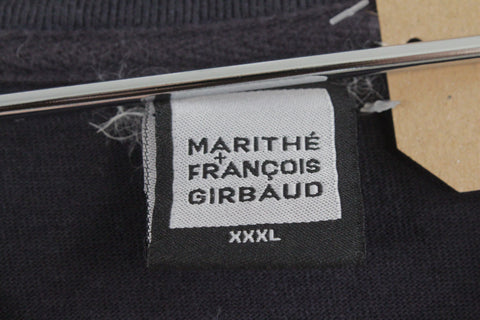 MARITHÉ
+
FRANÇOIS
GIRBAUD
XXXL